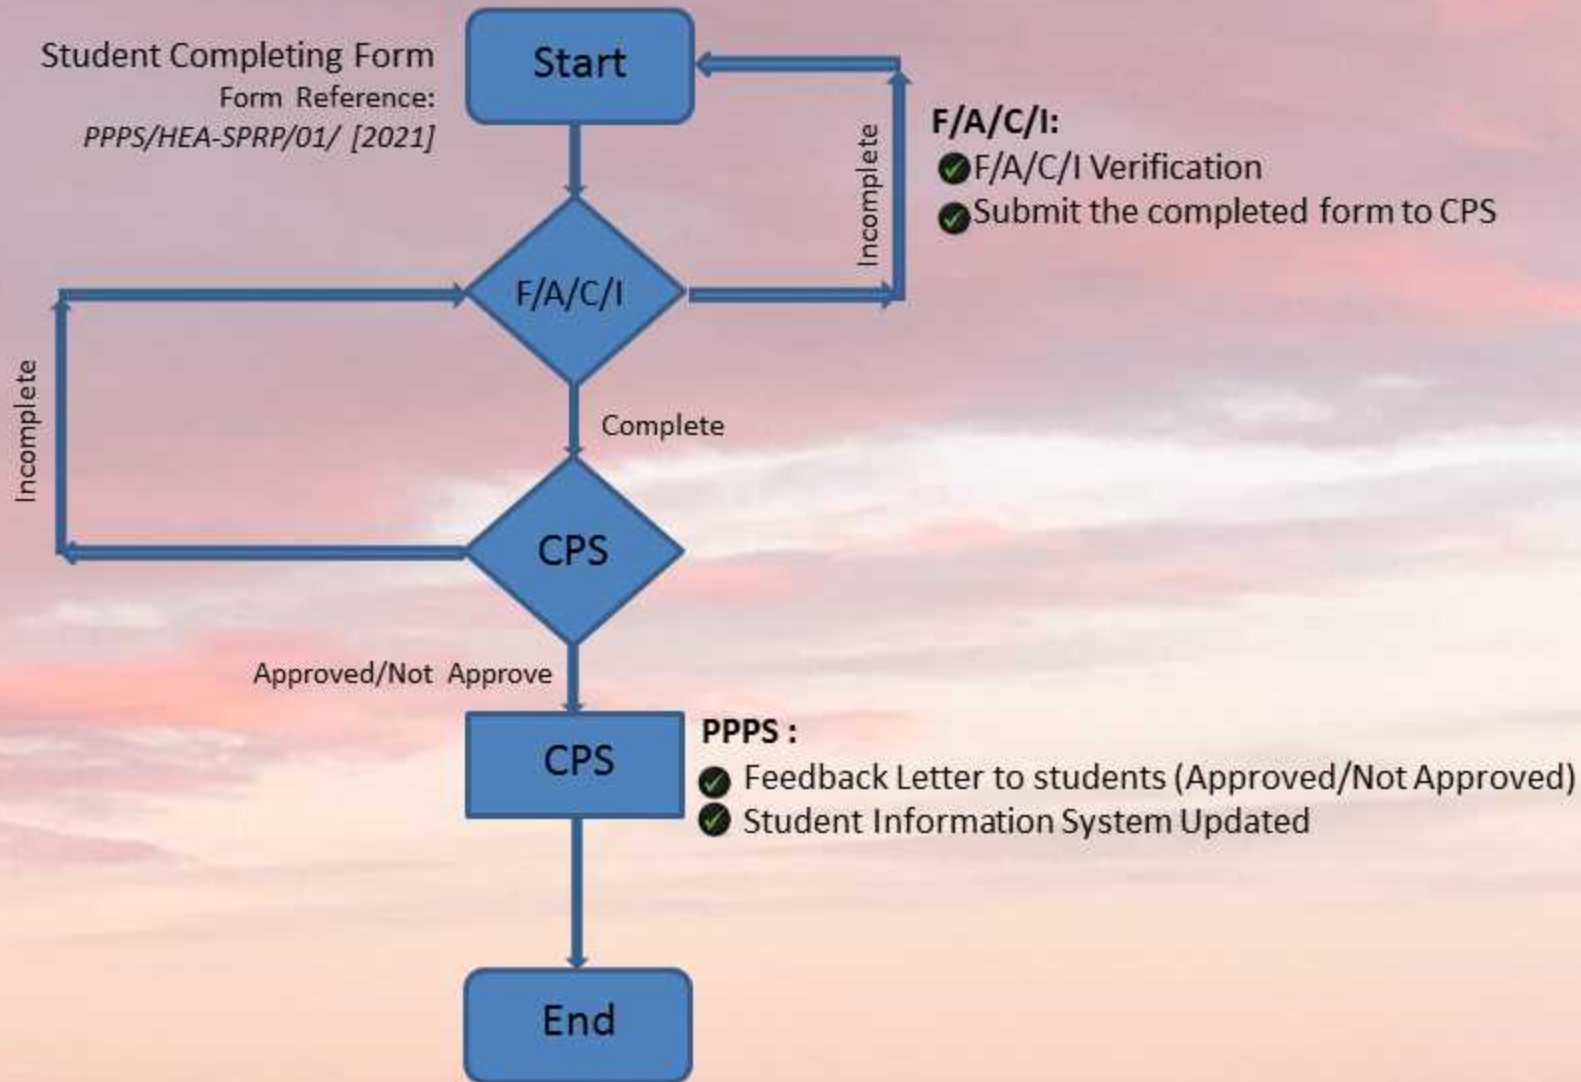 Start
Student Completing Form
Form Reference:
PPPS/HEA-SPRP/01/ [2021]
Incomplete
F/A/C/I:
F/A/C/I Verification
Submit the completed form to CPS
F/A/C/I
Incomplete
Complete
CPS
Approved/Not Approve
CPS
PPPS :
Feedback Letter to students (Approved/Not Approved)
Student Information System Updated
End